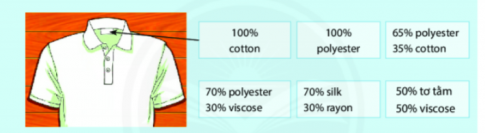 100%
cotton
100%
polyester
65% polyester
35% cotton
70% polyester
30% viscose
70% silk
30% rayon
50% tơ tằm
50% viscose